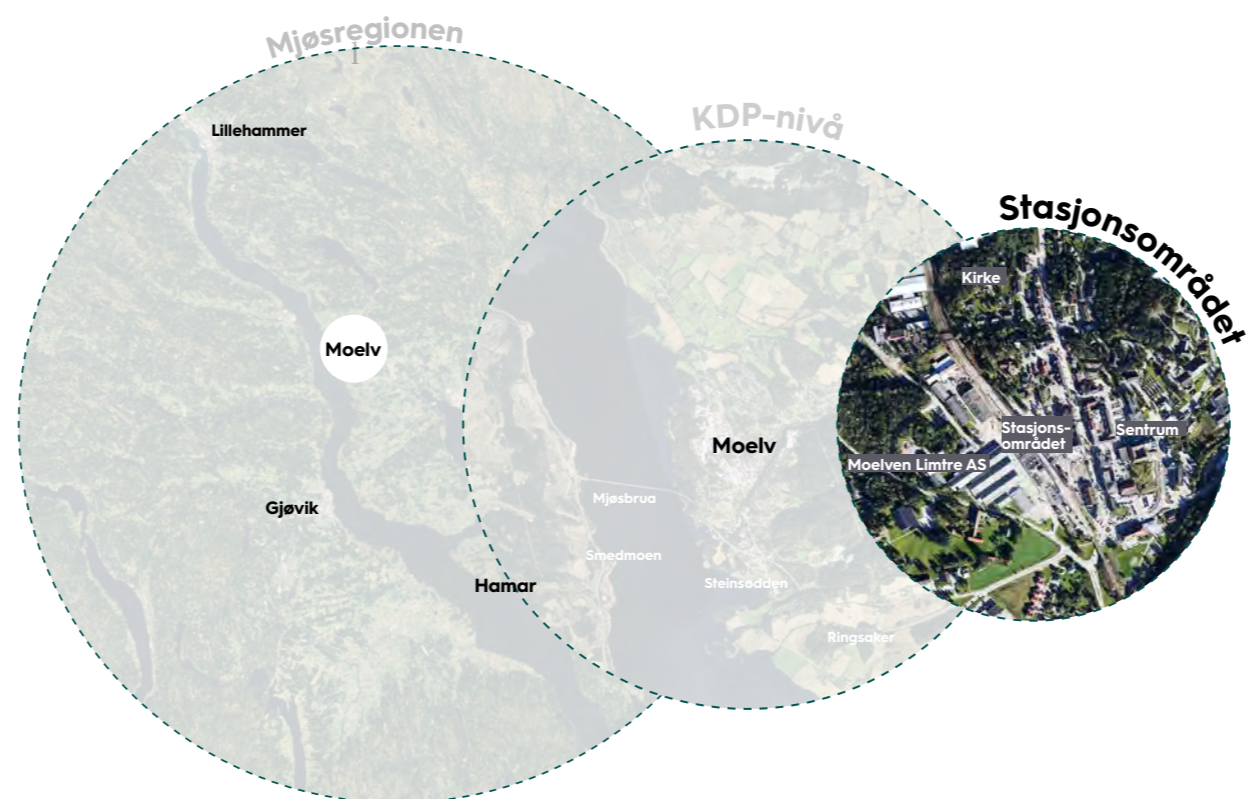 Mjøsregionen
1
Lillehammer
Moelv
Gjøvik
Hamar
KDP-nivå
Moelv
Mjøsbrua
Smedmoen
Steinsodden
Ringsaker
Stasjonsområdet
Kirke
Stasjons-
området
Sentrum
Moelven Limtre AS